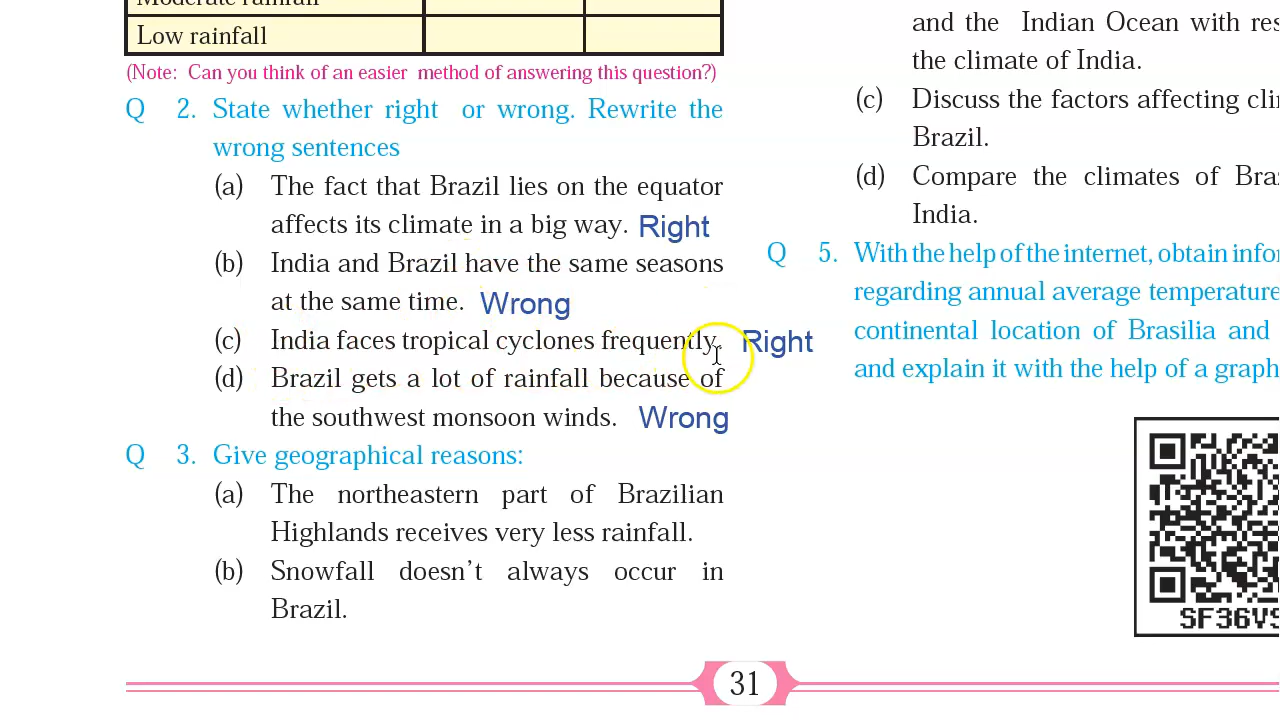 Moderate rainfall
Low rainfall
(Note: Can you think of an easier method of answering this question?)
Q 2. State whether right or wrong. Rewrite the
wrong sentences
(a) The fact that Brazil lies on the equator
affects its climate in a big way. Right
(b) India and Brazil have the same seasons
at the same time. Wrong
(c) India faces tropical cyclones frequently. Right
(d) Brazil gets a lot of rainfall because of
the southwest monsoon winds. Wrong
Q 3. Give geographical reasons:
(a) The northeastern part of Brazilian
Highlands receives very less rainfall.
(b) Snowfall doesn't always occur in
Brazil.
and the Indian Ocean with res
the climate of India.
(c) Discuss the factors affecting cli
Brazil.
(d) Compare the climates of Bra
India.
Q 5. With the help of the internet, obtain info
regarding annual average temperature
continental location of Brasilia and
and explain it with the help of a graph
SF36VS
31